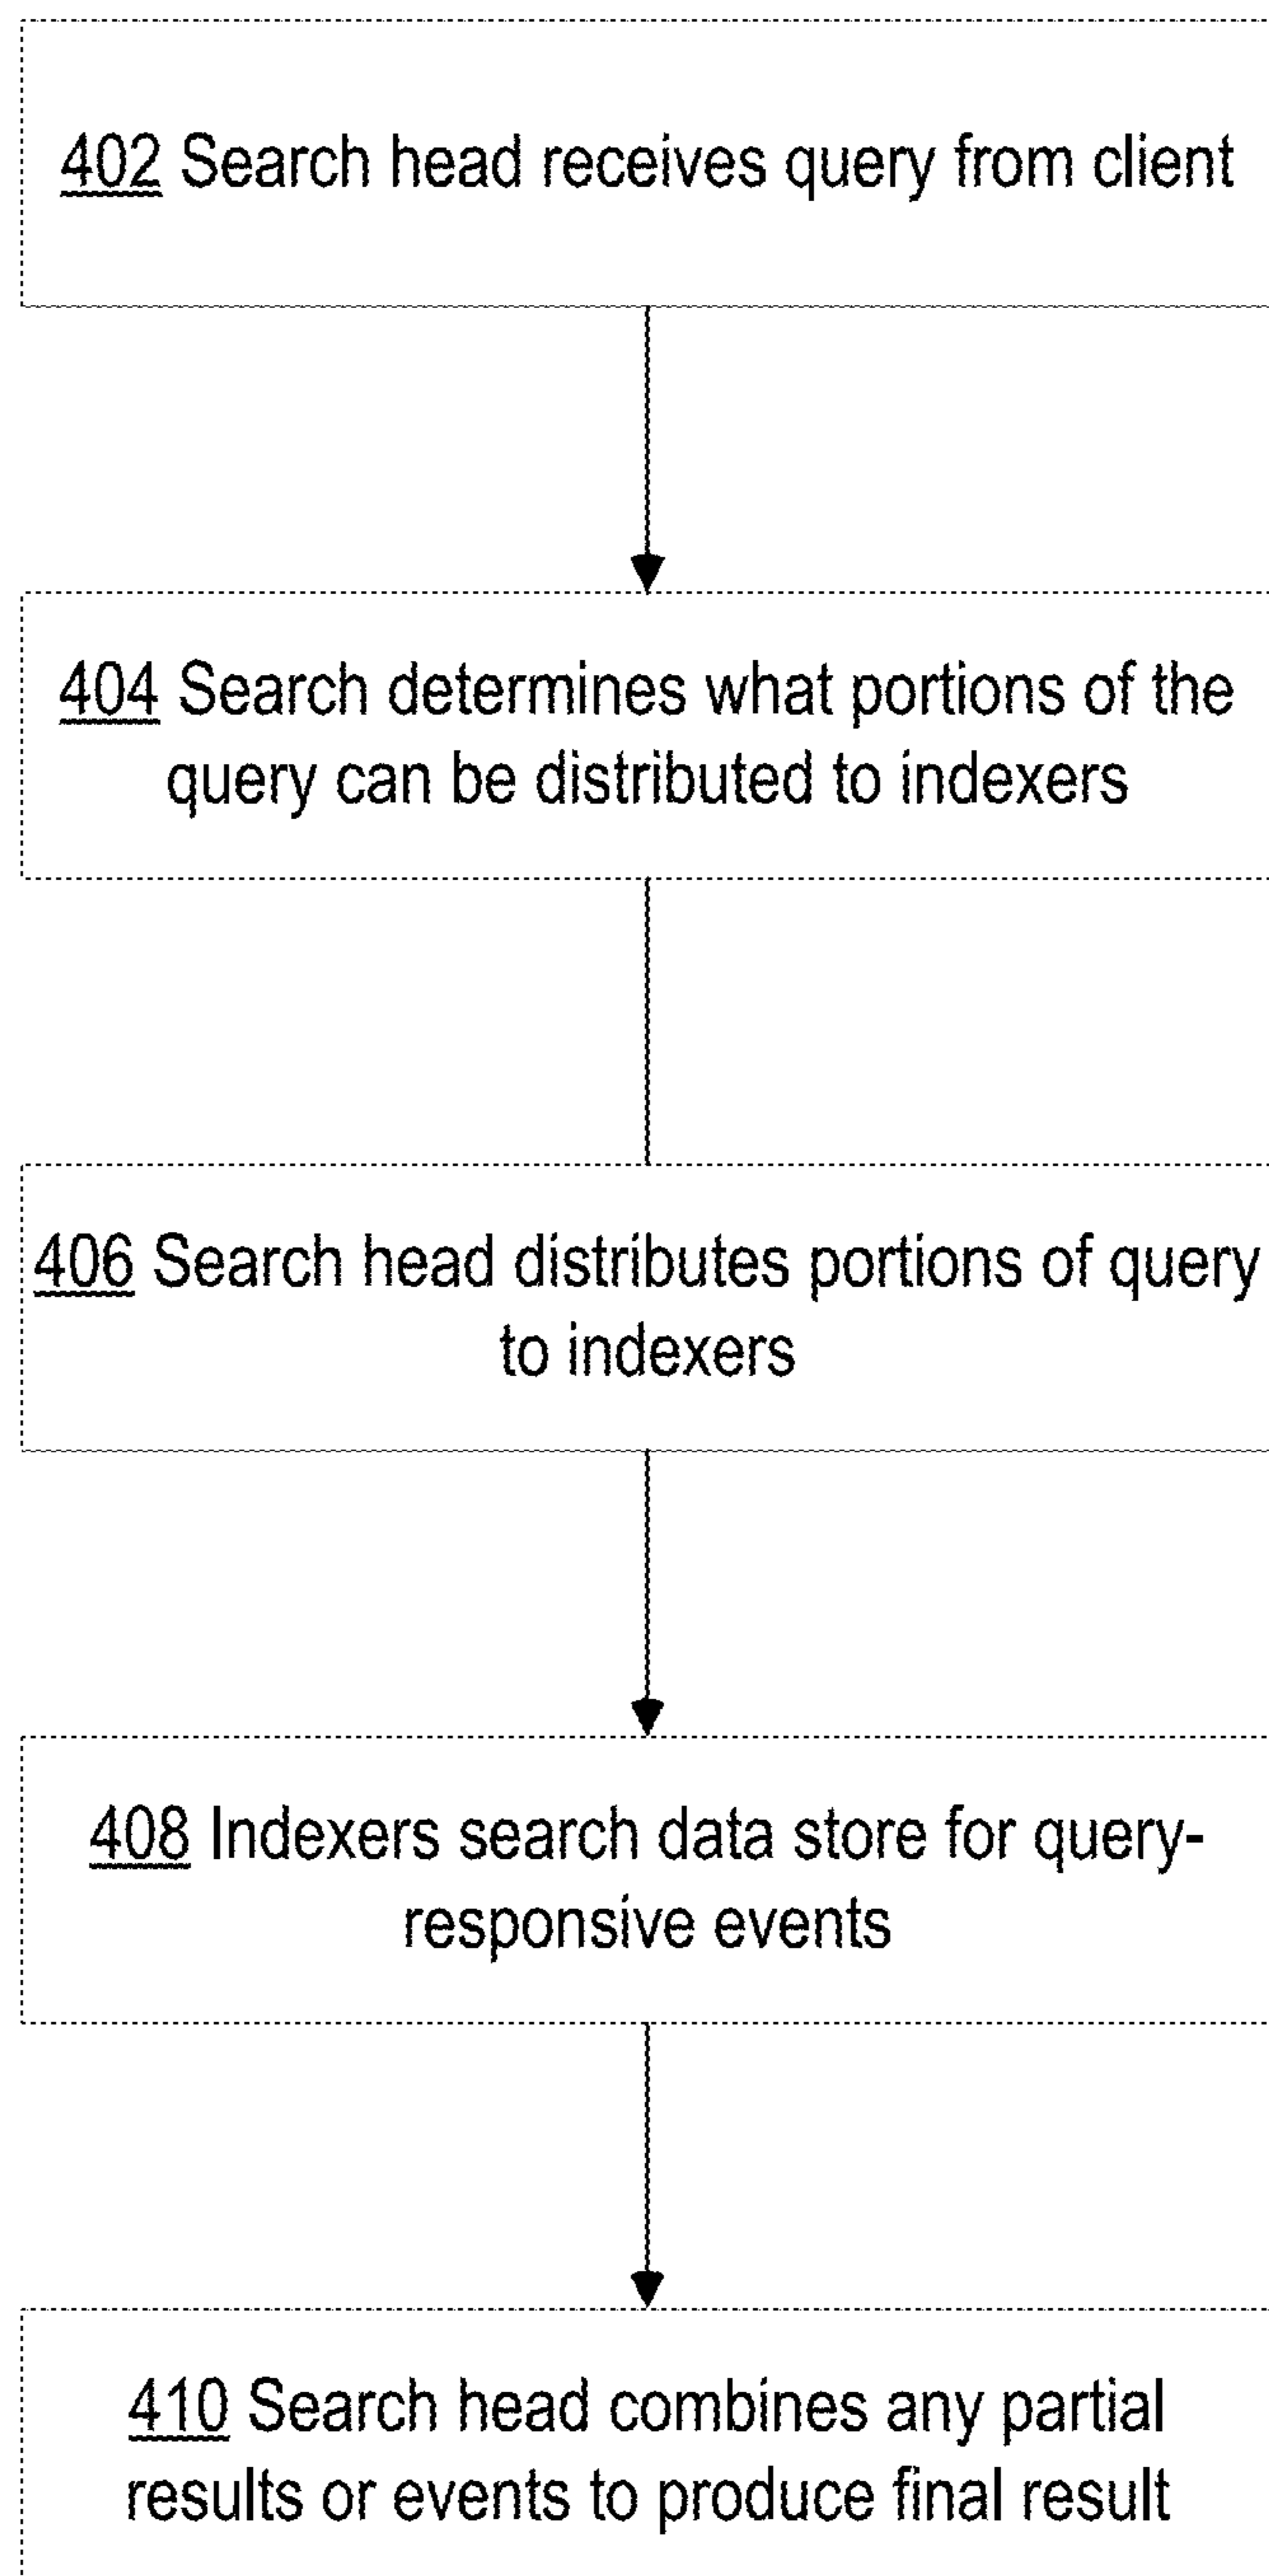 402 Search head receives query from client
404 Search determines what portions of the
query can be distributed to indexers
406 Search head distributes portions of query
to indexers
408 Indexers search data store for query-
responsive events
410 Search head combines any partial
results or events to produce final result